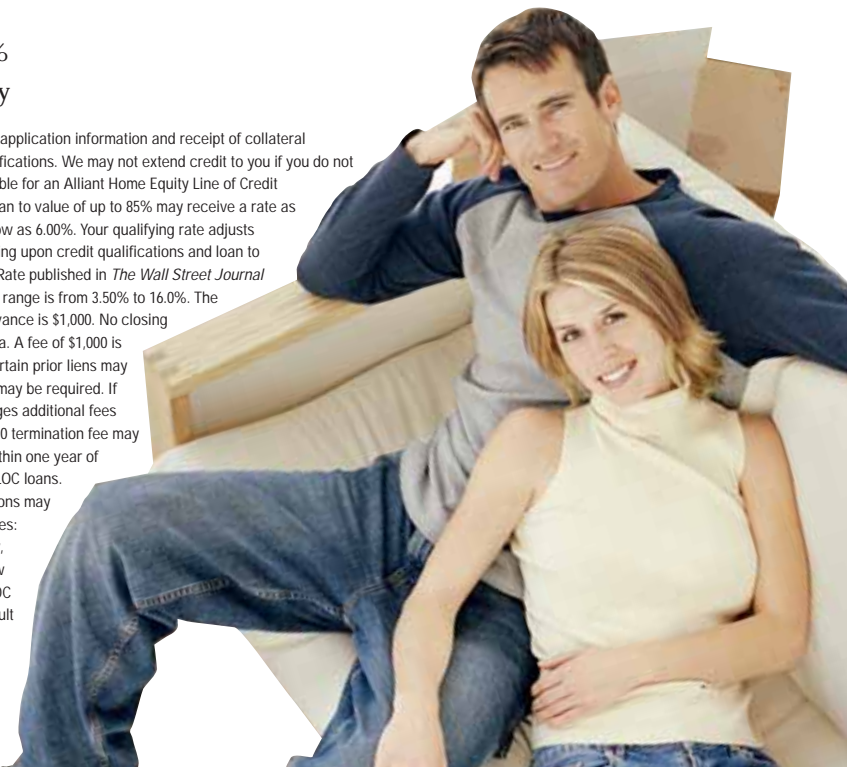 %
y
application information and receipt of collateral
fications. We may not extend credit to you if you do not
ble for an Alliant Home Equity Line of Credit
an to value of up to 85% may receive a rate as
w as 6.00%. Your qualifying rate adjusts
ng upon credit qualifications and loan to
Rate published in The Wall Street Journal
range is from 3.50% to 16.0%. The
vance is $1,000. No closing
a. A fee of $1,000 is
rtain prior liens may
may be required. If
ges additional fees
0 termination fee may
thin one year of
LOC loans.
ons may
es:
,
w
OC
ult